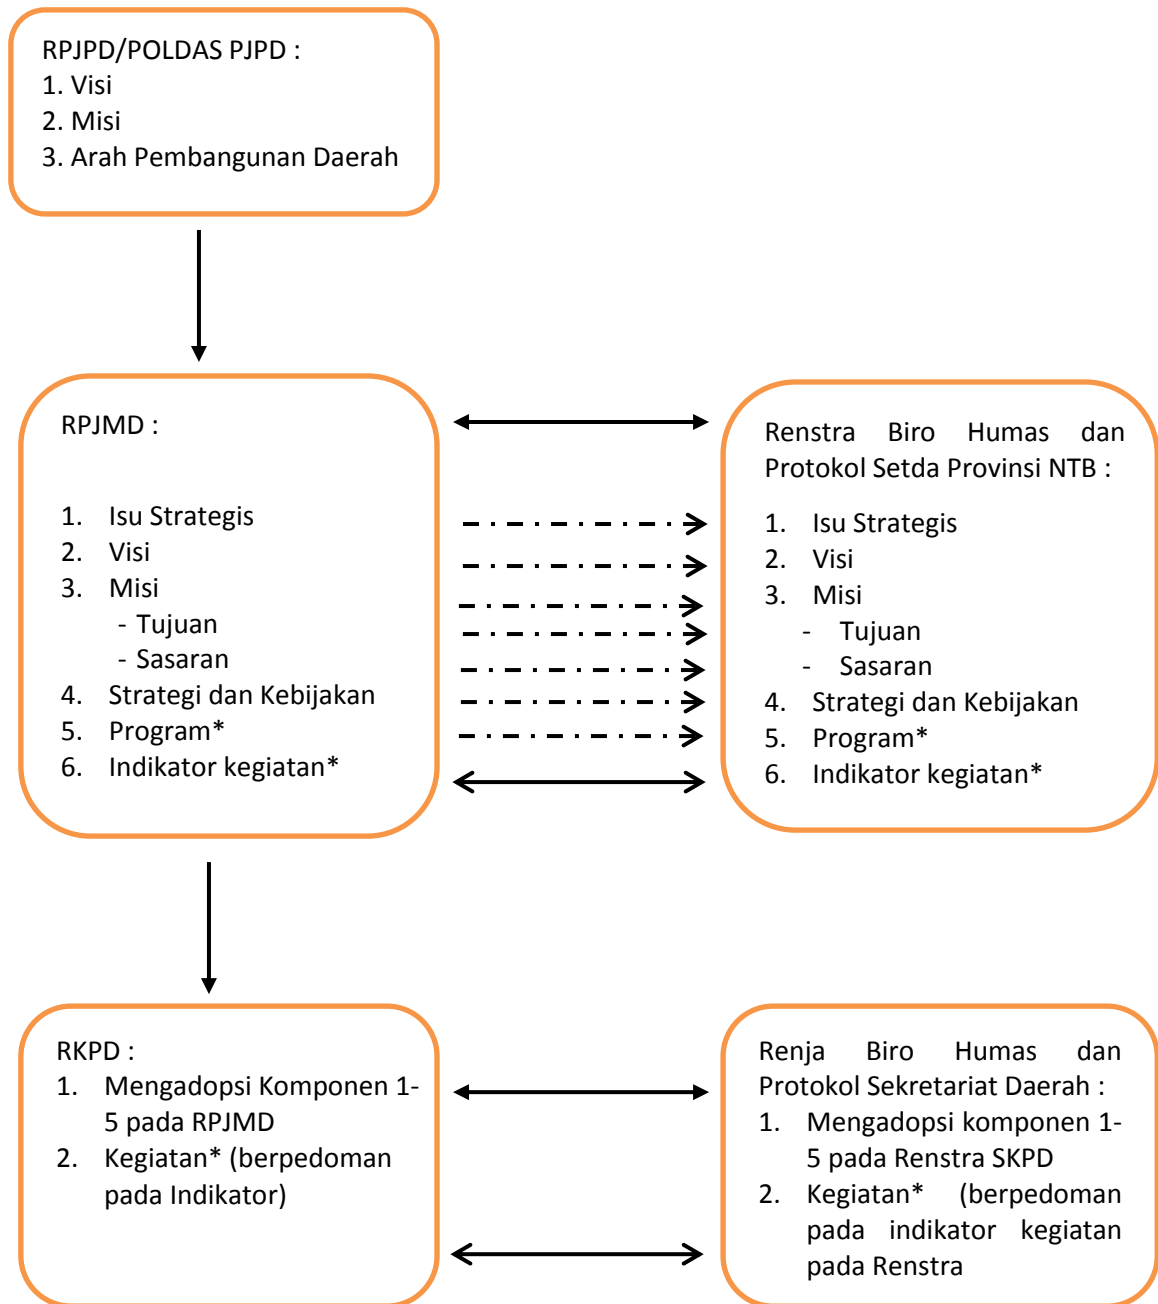 RPJPD/POLDAS PJPD :
1. Visi
2. Misi
3. Arah Pembangunan Daerah
RPJMD :
1. Isu Strategis
2. Visi
3. Misi
- Tujuan
- Sasaran
4. Strategi dan Kebijakan
5. Program*
6. Indikator kegiatan*
Renstra Biro Humas dan
Protokol Setda Provinsi NTB :
1. Isu Strategis
2. Visi
3. Misi
- Tujuan
- Sasaran
4. Strategi dan Kebijakan
5. Program*
6. Indikator kegiatan*
RKPD :
1. Mengadopsi Komponen 1-
5 pada RPJMD
2. Kegiatan* (berpedoman
pada Indikator)
Renja Biro Humas dan
Protokol Sekretariat Daerah :
1. Mengadopsi komponen 1-
5 pada Renstra SKPD
2. Kegiatan* (berpedoman
pada indikator kegiatan
pada Renstra